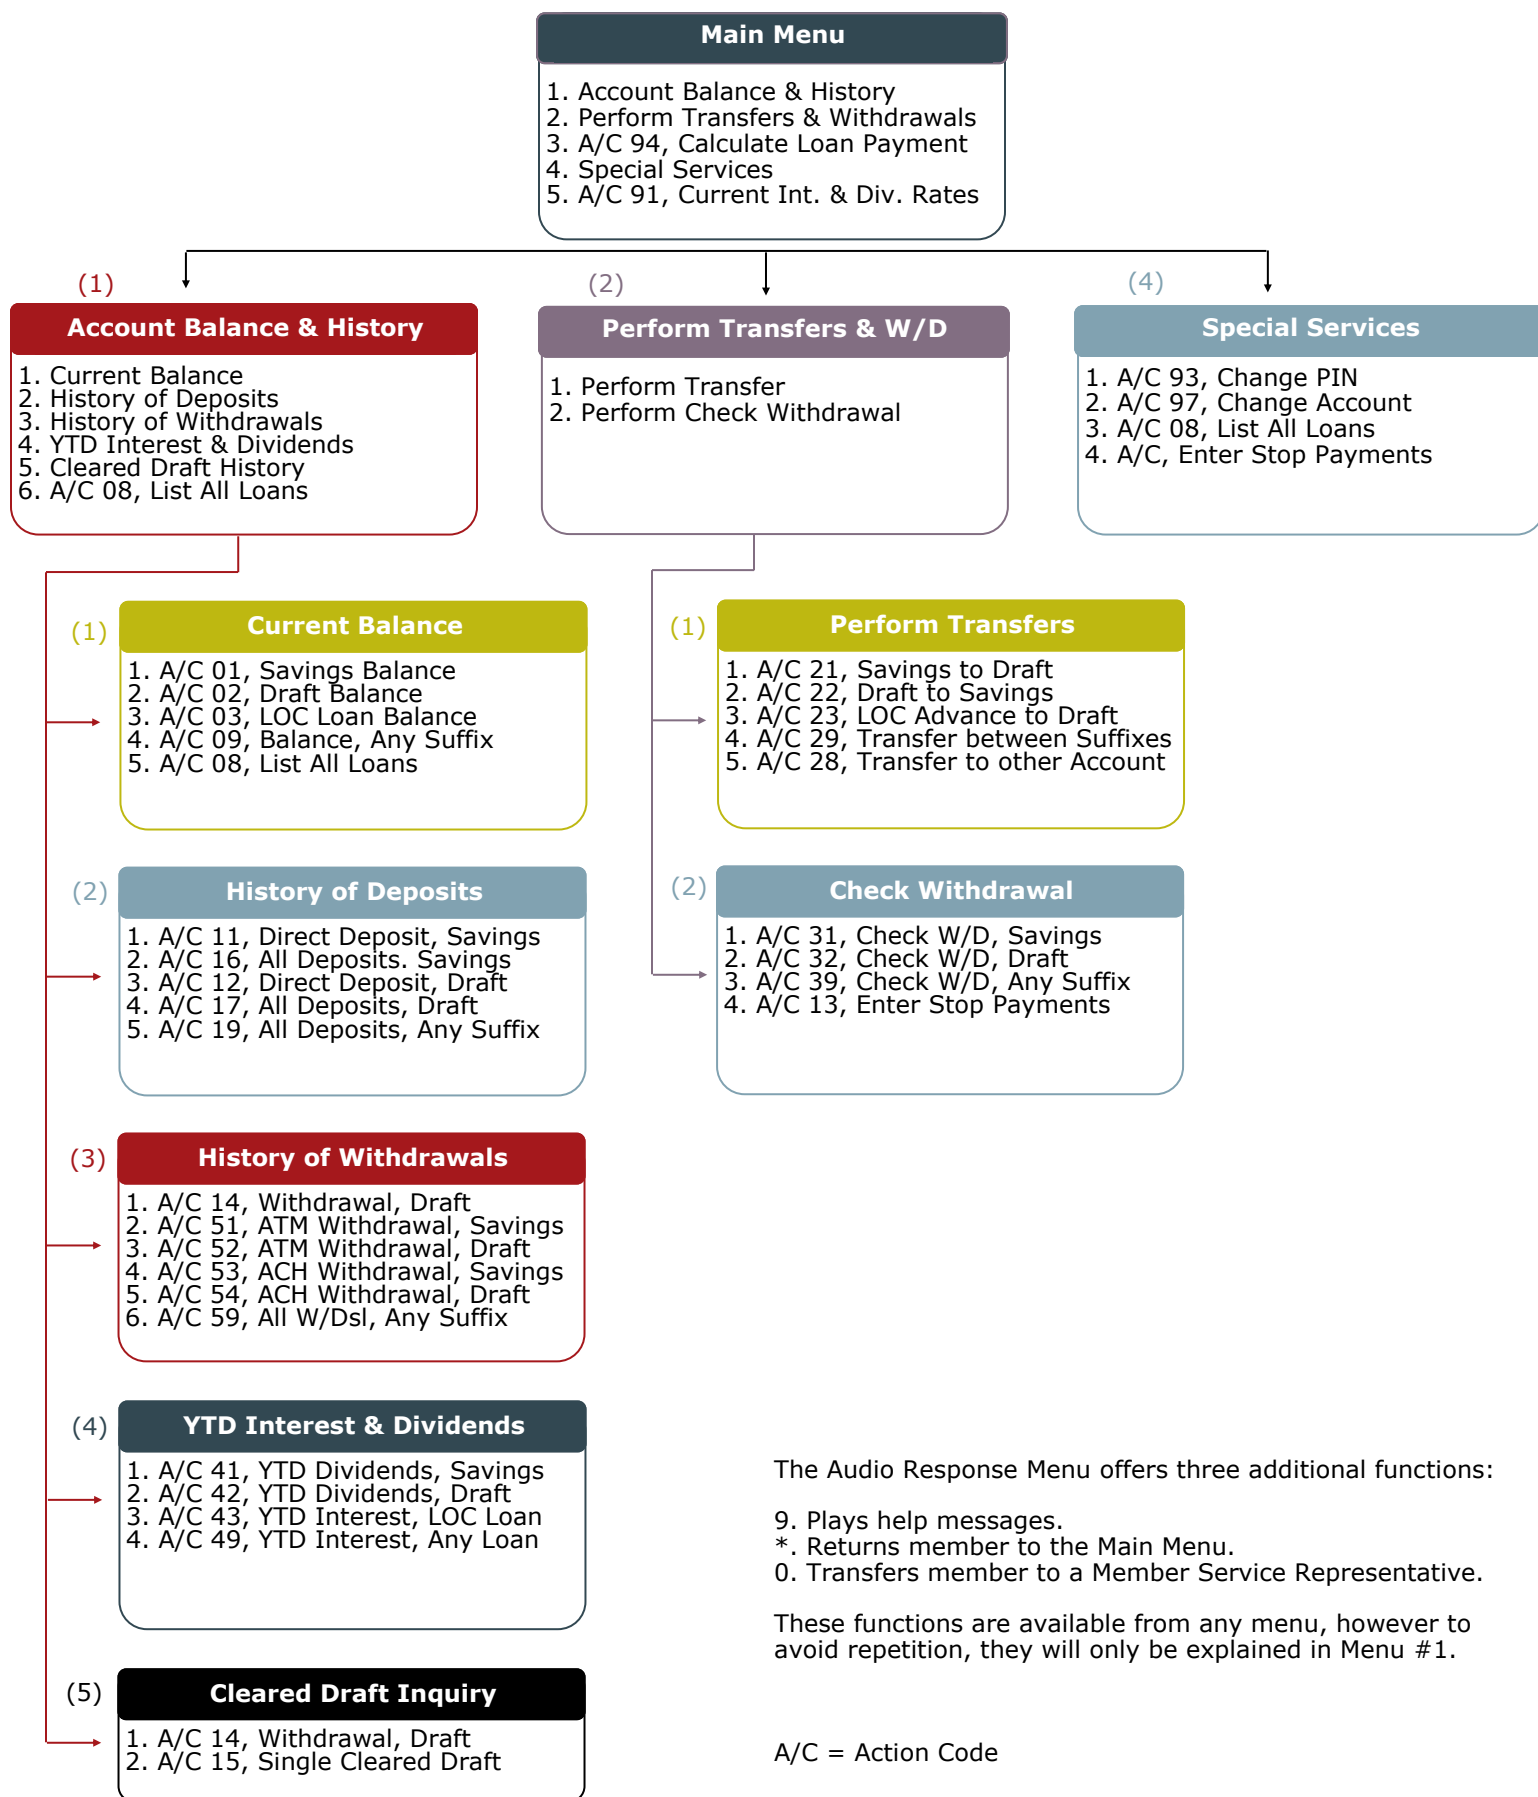 Main Menu
1. Account Balance & History
2. Perform Transfers & Withdrawals
3. A/C 94, Calculate Loan Payment
4. Special Services
5. A/C 91, Current Int. & Div. Rates
(1)
Account Balance & History
1. Current Balance
2. History of Deposits
3. History of Withdrawals
4. YTD Interest & Dividends
5. Cleared Draft History
6. A/C 08, List All Loans
(2)
Perform Transfers & W/D
1. Perform Transfer
2. Perform Check Withdrawal
(4)
Special Services
1. A/C 93, Change PIN
2. A/C 97, Change Account
3. A/C 08, List All Loans
4. A/C, Enter Stop Payments
(1)
Current Balance
1. A/C 01, Savings Balance
2. A/C 02, Draft Balance
3. A/C 03, LOC Loan Balance
4. A/C 09, Balance, Any Suffix
5. A/C 08, List All Loans
(1)
Perform Transfers
1. A/C 21, Savings to Draft
2. A/C 22, Draft to Savings
3. A/C 23, LOC Advance to Draft
4. A/C 29, Transfer between Suffixes
5. A/C 28, Transfer to other Account
(2)
History of Deposits
1. A/C 11, Direct Deposit, Savings
2. A/C 16, All Deposits. Savings
3. A/C 12, Direct Deposit, Draft
4. A/C 17, All Deposits, Draft
5. A/C 19, All Deposits, Any Suffix
(2)
Check Withdrawal
1. A/C 31, Check W/D, Savings
2. A/C 32, Check W/D, Draft
3. A/C 39, Check W/D, Any Suffix
4. A/C 13, Enter Stop Payments
(3)
History of Withdrawals
1. A/C 14, Withdrawal, Draft
2. A/C 51, ATM Withdrawal, Savings
3. A/C 52, ATM Withdrawal, Draft
4. A/C 53, ACH Withdrawal, Savings
5. A/C 54, ACH Withdrawal, Draft
6. A/C 59, All W/Dsl, Any Suffix
(4)
YTD Interest & Dividends
1. A/C 41, YTD Dividends, Savings
2. A/C 42, YTD Dividends, Draft
3. A/C 43, YTD Interest, LOC Loan
4. A/C 49, YTD Interest, Any Loan
(5)
Cleared Draft Inquiry
1. A/C 14, Withdrawal, Draft
2. A/C 15, Single Cleared Draft
The Audio Response Menu offers three additional functions:
9. Plays help messages.
*. Returns member to the Main Menu.
0. Transfers member to a Member Service Representative.
These functions are available from any menu, however to
avoid repetition, they will only be explained in Menu #1.
A/C = Action Code